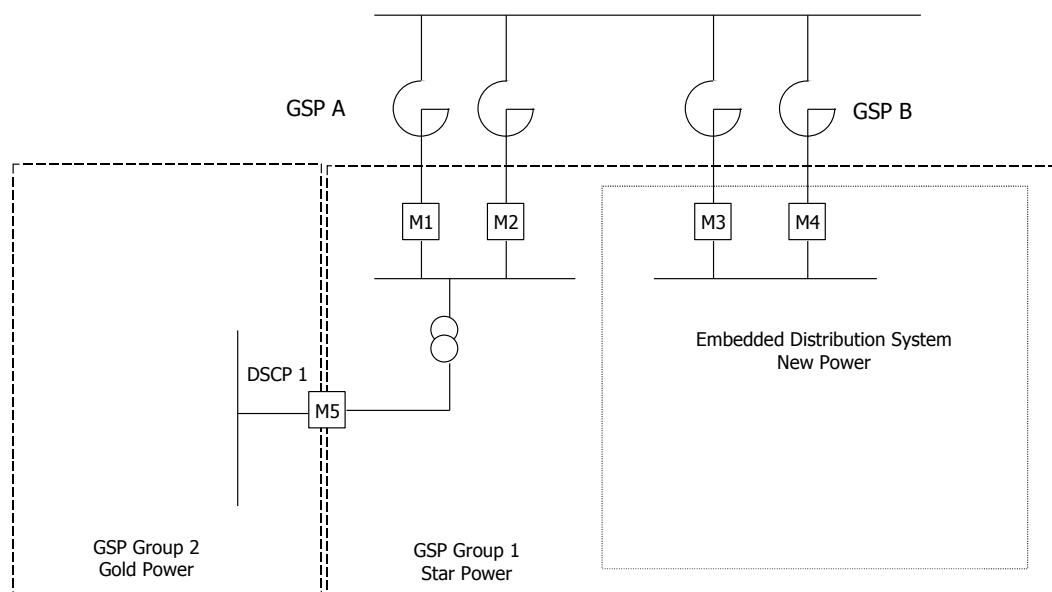 GSP A
GSP B
M1
M2
M3
M4
Embedded Distribution System
New Power
DSCP 1
M5
GSP Group 2
Gold Power
GSP Group 1
Star Power